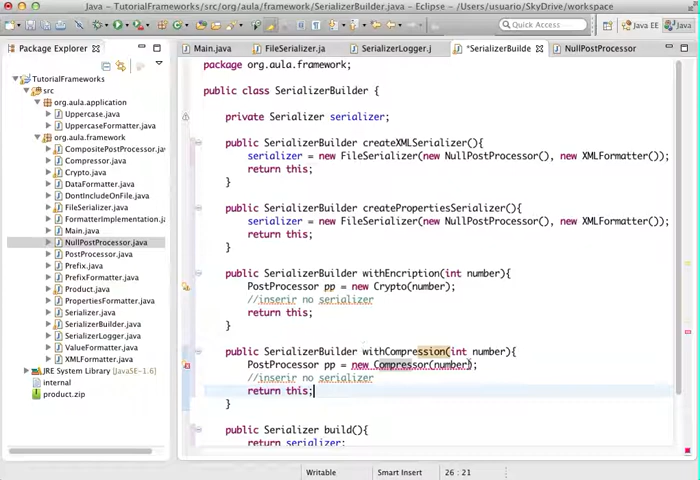 Java – TutorialFrameworks/src/org/aula/framework/SerializerBuilder.java – Eclipse – /Users/usuario/SkyDrive/workspace
Quick Access
Java EE
Java
Package Explorer
Main.java
FileSerializer.ja
SerializerLogger.j
*SerializerBuilde
NullPostProcessor
TutorialFrameworks
src
org.aula.application
Uppercase.java
UppercaseFormatter.java
org.aula.framework
CompositePostProcessor.java
Compressor.java
Crypto.java
DataFormatter.java
DontIncludeOnFile.java
FileSerializer.java
FormatterImplementation.ja
Main.java
NullPostProcessor.java
PostProcessor.java
Prefix.java
PrefixFormatter.java
Product.java
PropertiesFormatter.java
Serializer.java
SerializerBuilder.java
SerializerLogger.java
ValueFormatter.java
XMLFormatter.java
JRE System Library [JavaSE-1.6]
internal
product.zip
package org.aula.framework;
public class SerializerBuilder {
private Serializer serializer;
public SerializerBuilder createXMLSerializer(){
serializer = new FileSerializer(new NullPostProcessor(), new XMLFormatter());
return this;
}
public SerializerBuilder createPropertiesSerializer(){
serializer = new FileSerializer(new NullPostProcessor(), new XMLFormatter());
return this;
}
public SerializerBuilder withEncription(int number){
PostProcessor pp = new Crypto(number);
//inserir no serializer
return this;
}
public SerializerBuilder withCompression(int number){
PostProcessor pp = new Compressor(number);
//inserir no serializer
return this;
}
public Serializer build(){
return serializer;
Writable
Smart Insert
26 : 21